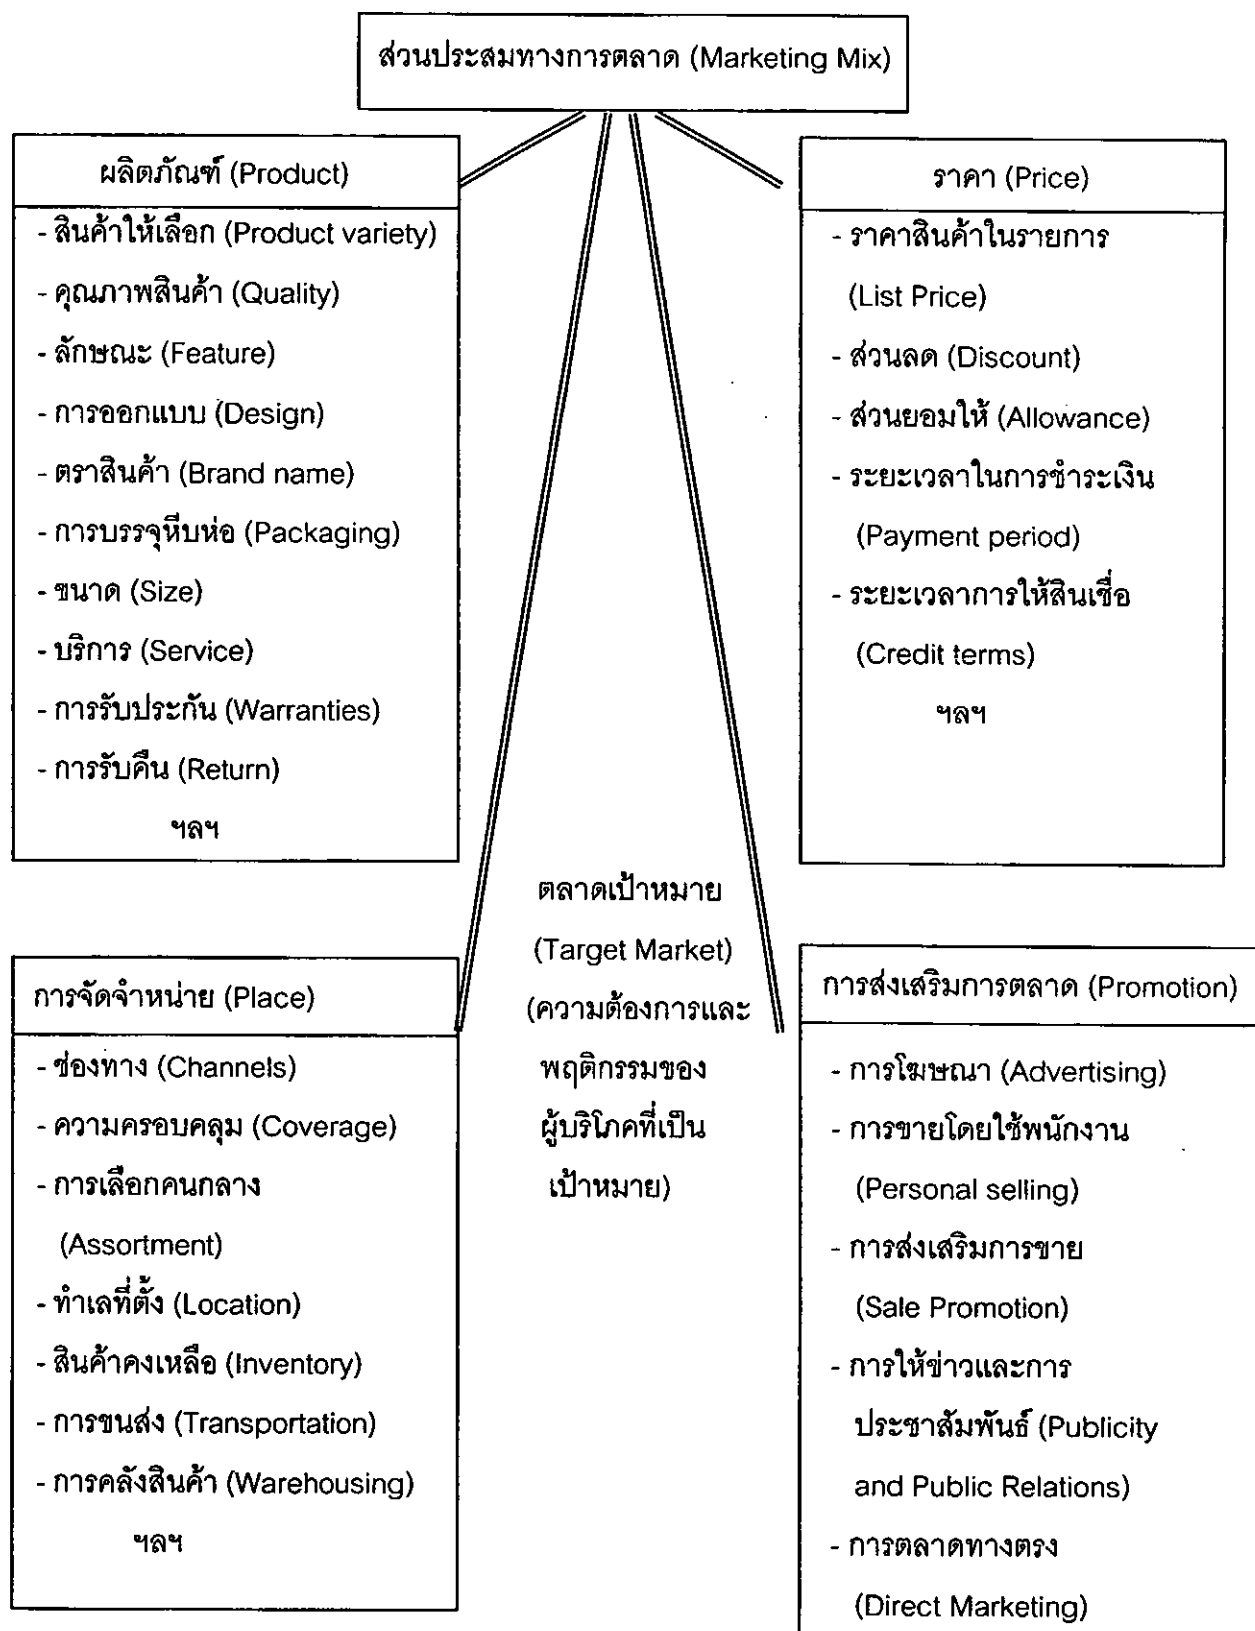 ส่วนประสมทางการตลาด (Marketing Mix)
ผลิตภัณฑ์ (Product)
- สินค้าให้เลือก (Product variety)
- คุณภาพสินค้า (Quality)
- ลักษณะ (Feature)
- การออกแบบ (Design)
- ตราสินค้า (Brand name)
- การบรรจุหีบห่อ (Packaging)
- ขนาด (Size)
- บริการ (Service)
- การรับประกัน (Warranties)
- การรับคืน (Return)
ฯลฯ
ราคา (Price)
- ราคาสินค้าในรายการ
(List Price)
- ส่วนลด (Discount)
- ส่วนยอมให้ (Allowance)
- ระยะเวลาในการชำระเงิน
(Payment period)
- ระยะเวลาการให้สินเชื่อ
(Credit terms)
ฯลฯ
ตลาดเป้าหมาย
(Target Market)
(ความต้องการและ
พฤติกรรมของ
ผู้บริโภคที่เป็น
เป้าหมาย)
การจัดจำหน่าย (Place)
- ช่องทาง (Channels)
- ความครอบคลุม (Coverage)
- การเลือกคนกลาง
(Assortment)
- ทำเลที่ตั้ง (Location)
- สินค้าคงเหลือ (Inventory)
- การขนส่ง (Transportation)
- การคลังสินค้า (Warehousing)
ฯลฯ
การส่งเสริมการตลาด (Promotion)
- การโฆษณา (Advertising)
- การขายโดยใช้พนักงาน
(Personal selling)
- การส่งเสริมการขาย
(Sale Promotion)
- การให้ข่าวและการ
ประชาสัมพันธ์ (Publicity
and Public Relations)
- การตลาดทางตรง
(Direct Marketing)